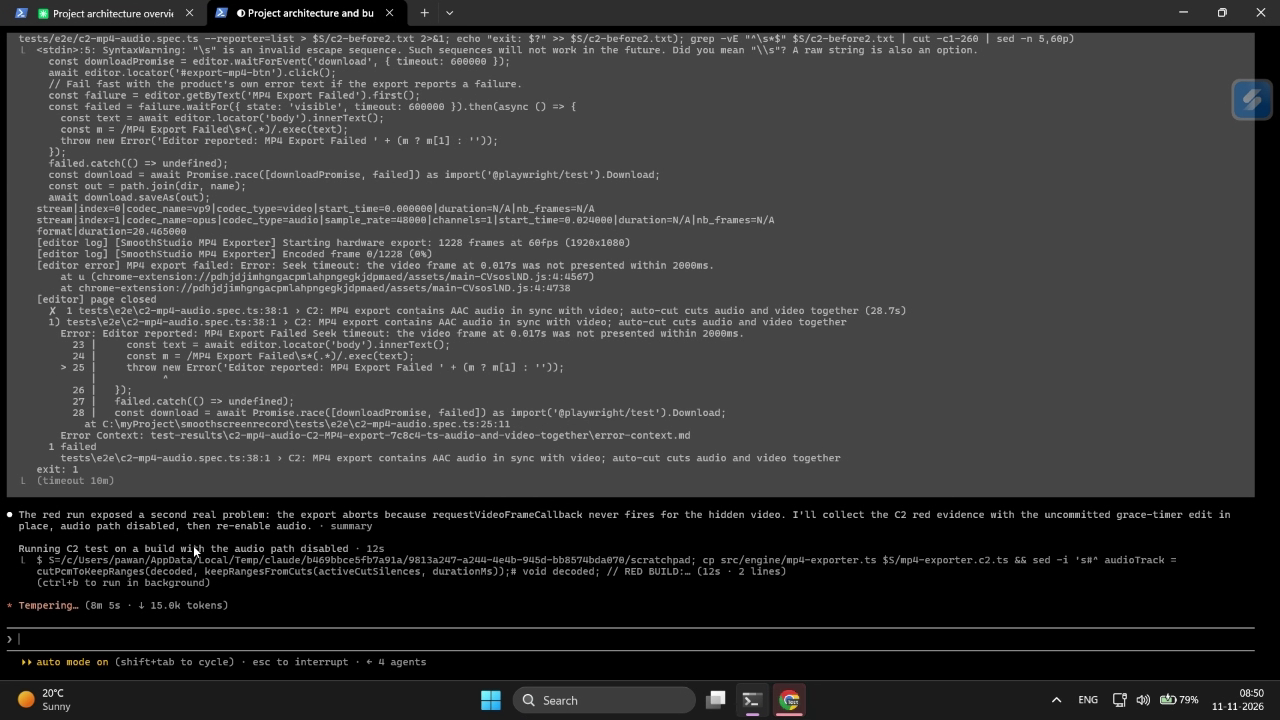 Project architecture overvi
Project architecture and bu
tests/e2e/c2-mp4-audio.spec.ts --reporter=list > $S/c2-before2.txt 2>&1; echo "exit: $?" >> $S/c2-before2.txt); grep -vE "^\s*$" $S/c2-before2.txt | cut -c1-260 | sed -n 5,60p)
<stdin>:5: SyntaxWarning: "\s" is an invalid escape sequence. Such sequences will not work in the future. Did you mean "\\s"? A raw string is also an option.
const downloadPromise = editor.waitForEvent('download', { timeout: 600000 });
await editor.locator('#export-mp4-btn').click();
// Fail fast with the product's own error text if the export reports a failure.
const failure = editor.getByText('MP4 Export Failed').first();
const failed = failure.waitFor({ state: 'visible', timeout: 600000 }).then(async () => {
const text = await editor.locator('body').innerText();
const m = /MP4 Export Failed\s*(.*)/.exec(text);
throw new Error('Editor reported: MP4 Export Failed ' + (m ? m[1] : ''));
});
failed.catch(() => undefined);
const download = await Promise.race([downloadPromise, failed]) as import('@playwright/test').Download;
const out = path.join(dir, name);
await download.saveAs(out);
stream|index=0|codec_name=vp9|codec_type=video|start_time=0.000000|duration=N/A|nb_frames=N/A
stream|index=1|codec_name=opus|codec_type=audio|sample_rate=48000|channels=1|start_time=0.024000|duration=N/A|nb_frames=N/A
format|duration=20.465000
[editor log] [SmoothStudio MP4 Exporter] Starting hardware export: 1228 frames at 60fps (1920x1080)
[editor log] [SmoothStudio MP4 Exporter] Encoded frame 0/1228 (0%)
[editor error] MP4 export failed: Error: Seek timeout: the video frame at 0.017s was not presented within 2000ms.
at u (chrome-extension://pdhjdjimhgngacpmlahpngegkjdpmaed/assets/main-CVsoslND.js:4:4567)
at chrome-extension://pdhjdjimhgngacpmlahpngegkjdpmaed/assets/main-CVsoslND.js:4:4738
[editor] page closed
✗ 1 tests\e2e\c2-mp4-audio.spec.ts:38:1 › C2: MP4 export contains AAC audio in sync with video; auto-cut cuts audio and video together (28.7s)
1) tests\e2e\c2-mp4-audio.spec.ts:38:1 › C2: MP4 export contains AAC audio in sync with video; auto-cut cuts audio and video together
Error: Editor reported: MP4 Export Failed Seek timeout: the video frame at 0.017s was not presented within 2000ms.
23 | const text = await editor.locator('body').innerText();
24 | const m = /MP4 Export Failed\s*(.*)/.exec(text);
> 25 | throw new Error('Editor reported: MP4 Export Failed ' + (m ? m[1] : ''));
| ^
26 | });
27 | failed.catch(() => undefined);
28 | const download = await Promise.race([downloadPromise, failed]) as import('@playwright/test').Download;
at C:\myProject\smoothscreenrecord\tests\e2e\c2-mp4-audio.spec.ts:25:11
Error Context: test-results\c2-mp4-audio-C2-MP4-export-7c8c4-ts-audio-and-video-together\error-context.md
1 failed
tests\e2e\c2-mp4-audio.spec.ts:38:1 › C2: MP4 export contains AAC audio in sync with video; auto-cut cuts audio and video together
exit: 1
(timeout 10m)
● The red run exposed a second real problem: the export aborts because requestVideoFrameCallback never fires for the hidden video. I'll collect the C2 red evidence with the uncommitted grace-timer edit in
place, audio path disabled, then re-enable audio. · summary
Running C2 test on a build with the audio path disabled · 12s
$ S=/c/Users/pawan/AppData/Local/Temp/claude/b469bbce5fb7a91a/9813a247-a244-4e4b-945d-bb8574bda070/scratchpad; cp src/engine/mp4-exporter.ts $S/mp4-exporter.c2.ts && sed -i 's#^ audioTrack =
cutPcmToKeepRanges(decoded, keepRangesFromCuts(activeCutSilences, durationMs));# void decoded; // RED BUILD:… (12s · 2 lines)
(ctrl+b to run in background)
* Tempering… (8m 5s · ↓ 15.0k tokens)
❯
⏵⏵ auto mode on (shift+tab to cycle) · esc to interrupt · ← 4 agents
20°C
Sunny
Search
Test
ENG
79%
08:50
11-11-2026